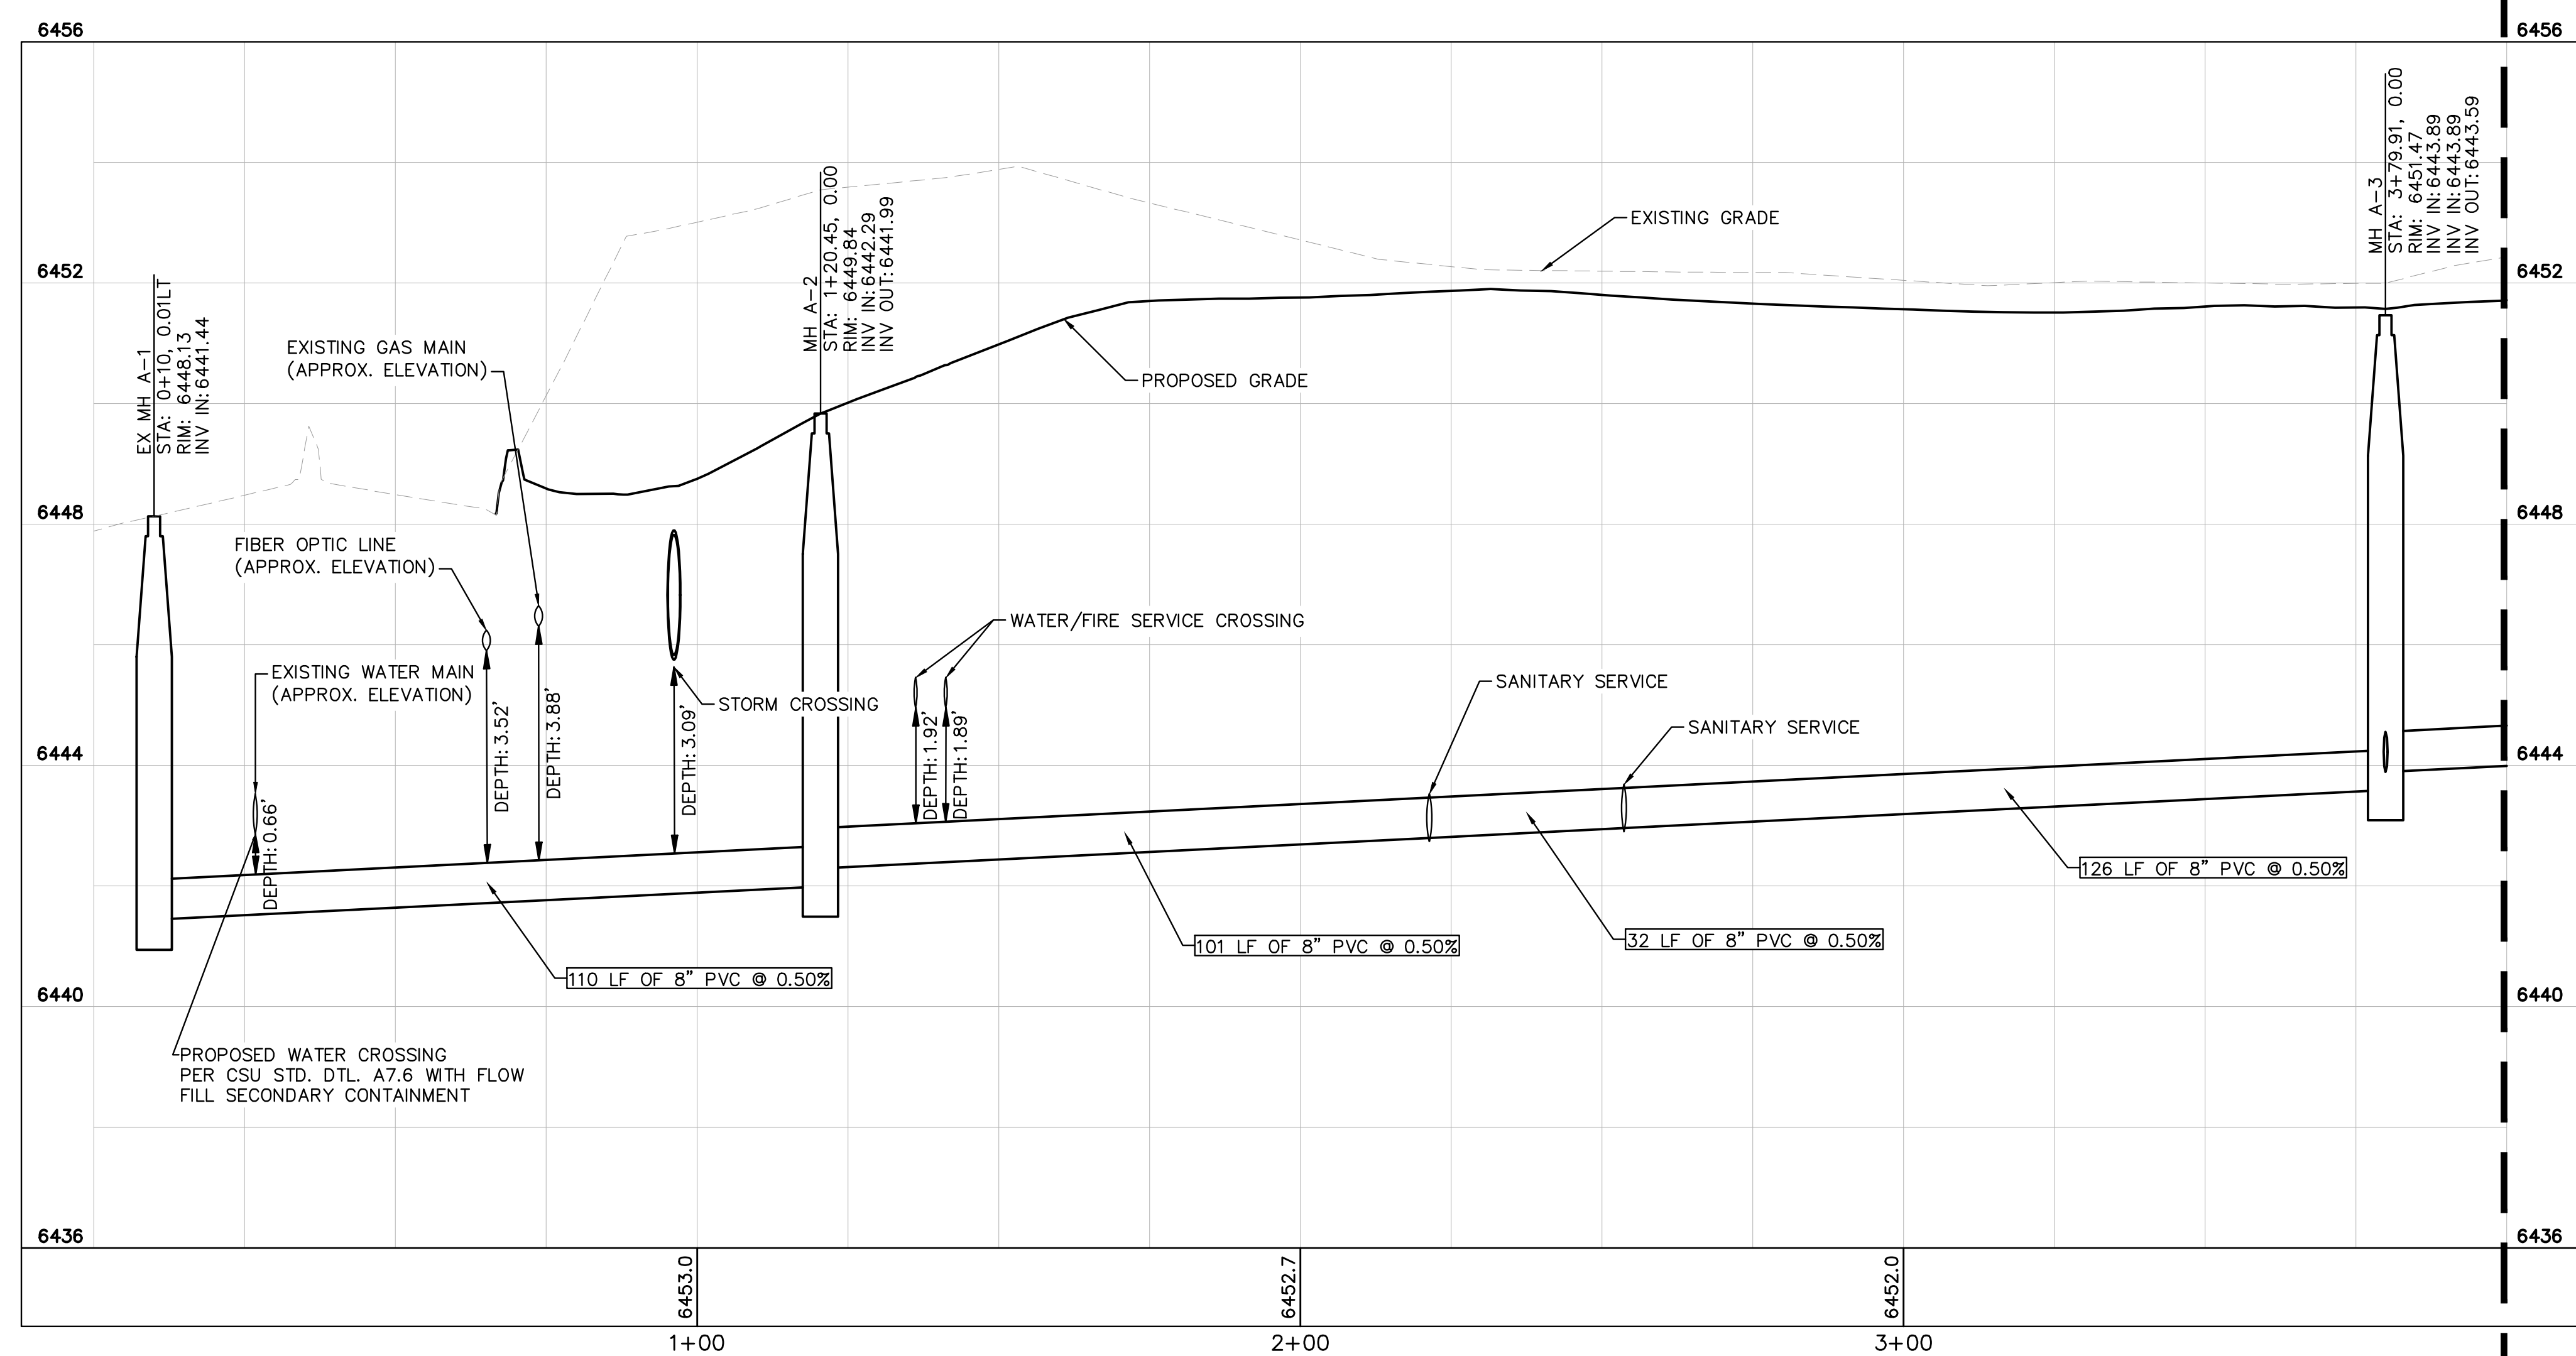 6456
6456
MH A-3
STA: 3+79.91, 0.00
RIM: 6451.47
INV IN:6443.89
INV IN:6443.89
INV OUT:6443.59
MH A-2
STA: 1+20.45, 0.00
RIM: 6449.84
INV IN:6442.29
INV OUT:6441.99
EXISTING GRADE
6452
6452
EX MH A-1
STA: 0+10, 0.01LT
RIM: 6448.13
INV IN:6441.44
EXISTING GAS MAIN
(APPROX. ELEVATION)
PROPOSED GRADE
6448
6448
FIBER OPTIC LINE
(APPROX. ELEVATION)
WATER/FIRE SERVICE CROSSING
EXISTING WATER MAIN
(APPROX. ELEVATION)
SANITARY SERVICE
STORM CROSSING
SANITARY SERVICE
DEPTH: 0.66'
DEPTH: 3.52'
DEPTH: 3.88'
DEPTH: 3.09'
DEPTH: 1.92'
DEPTH: 1.89'
6444
6444
126 LF OF 8" PVC @ 0.50%
32 LF OF 8" PVC @ 0.50%
101 LF OF 8" PVC @ 0.50%
110 LF OF 8" PVC @ 0.50%
6440
6440
PROPOSED WATER CROSSING
PER CSU STD. DTL. A7.6 WITH FLOW
FILL SECONDARY CONTAINMENT
6436
6436
6453.0
6452.7
6452.0
1+00
2+00
3+00